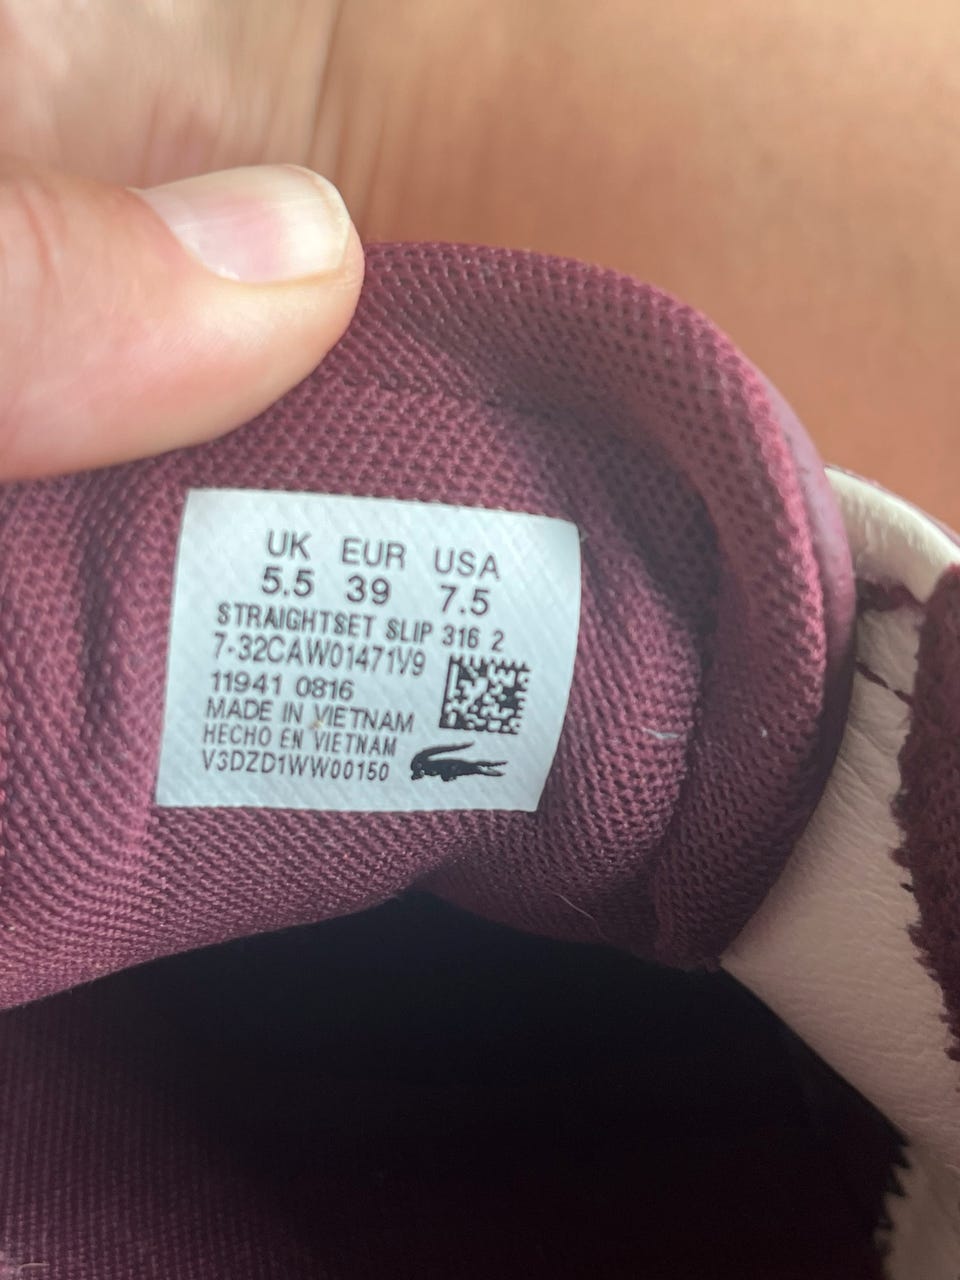 UK EUR USA
5.5 39 7.5
STRAIGHTSET SLIP 316 2
7-32CAW01471V9
11941 0816
MADE IN VIETNAM
HECHO EN VIETNAM
V3DZD1WW00150